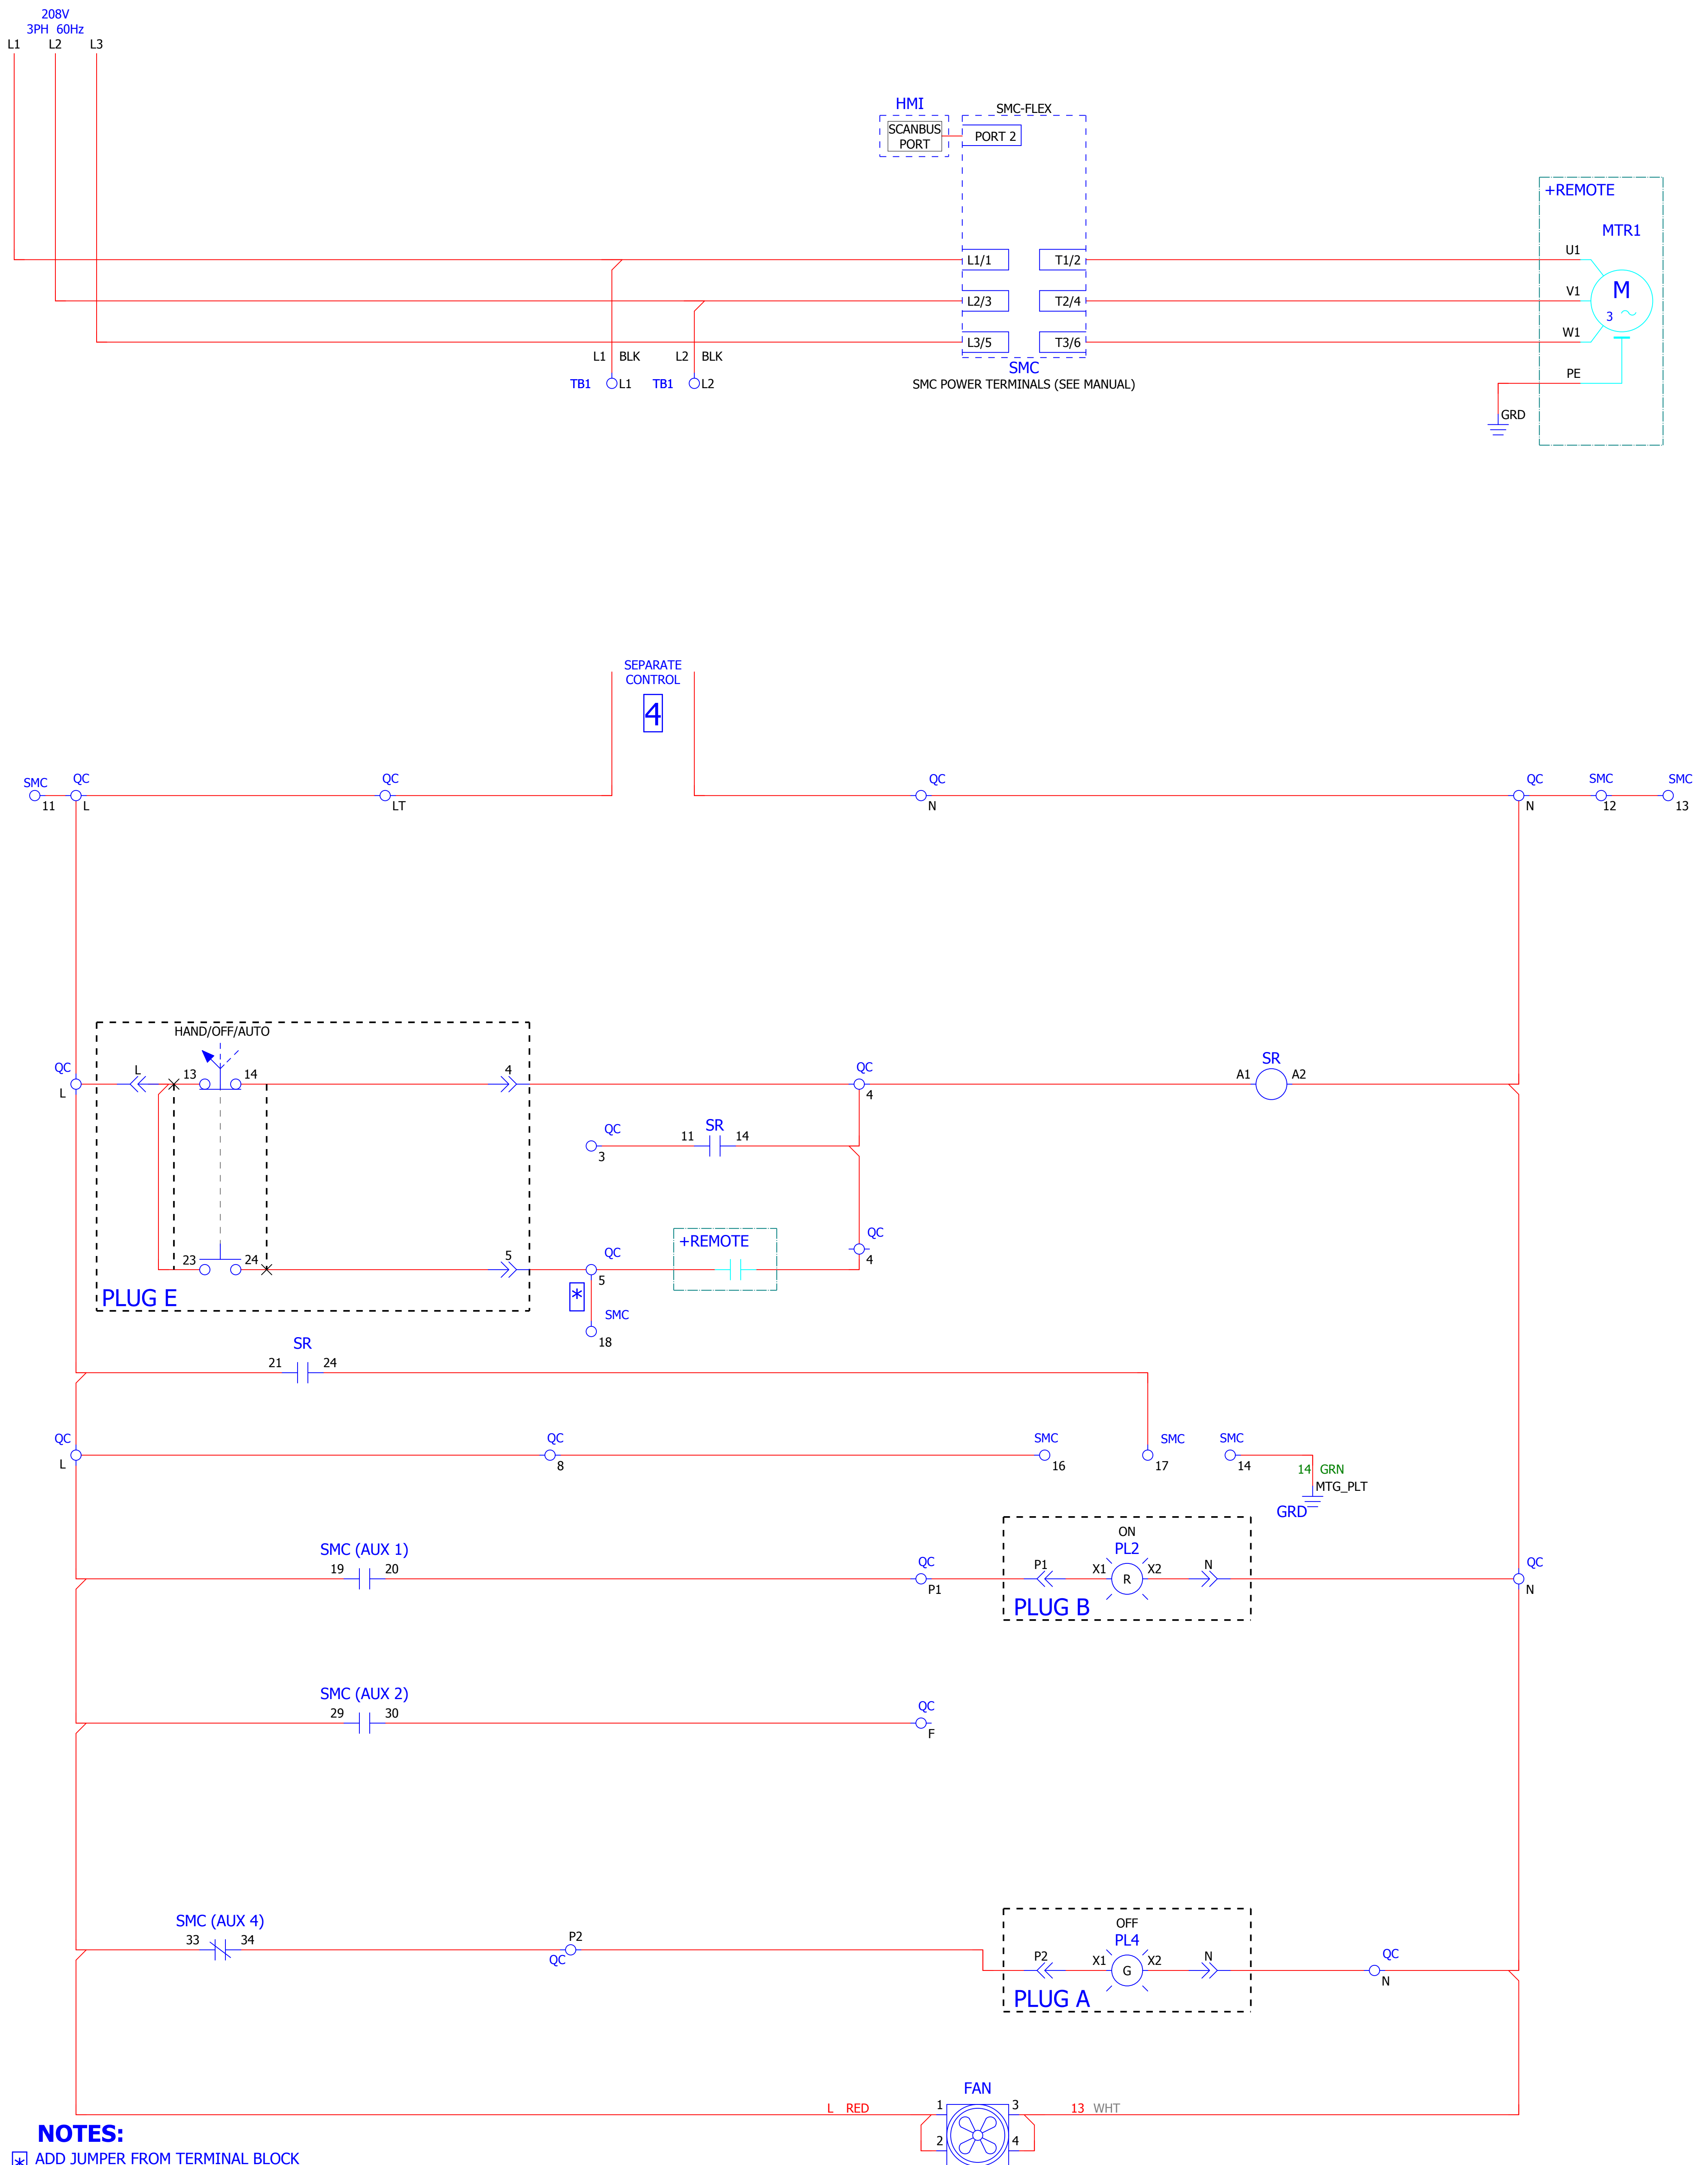 208V
3PH 60Hz
L1 L2 L3
HMI
SMC-FLEX
SCANBUS
PORT
PORT 2
+REMOTE
MTR1
L1/1 T1/2 U1
L2/3 T2/4 V1
M
3
L3/5 T3/6 W1
L1 BLK L2 BLK
SMC
TB1 L1 TB1 L2
SMC POWER TERMINALS (SEE MANUAL)
PE
GRD
SEPARATE
CONTROL
4
SMC QC QC QC QC SMC SMC
11 L LT N N 12 13
HAND/OFF/AUTO
QC L 13 14 4 QC SR
A1 A2
L 4
QC SR
11 14
3
QC
+REMOTE
23 24 5 QC
4
5
PLUG E
*
SMC
18
SR
21 24
QC QC SMC SMC SMC
L 8 16 17 14
14 GRN
MTG_PLT
GRD
ON
SMC (AUX 1) PL2
19 20 QC P1 X1 X2 N QC
R
P1 N
PLUG B
SMC (AUX 2)
29 30 QC
F
SMC (AUX 4) OFF
33 34 P2 PL4
QC P2 X1 X2 N QC
G
N
PLUG A
FAN
L RED 1 3 13 WHT
2 4
NOTES:
* ADD JUMPER FROM TERMINAL BLOCK